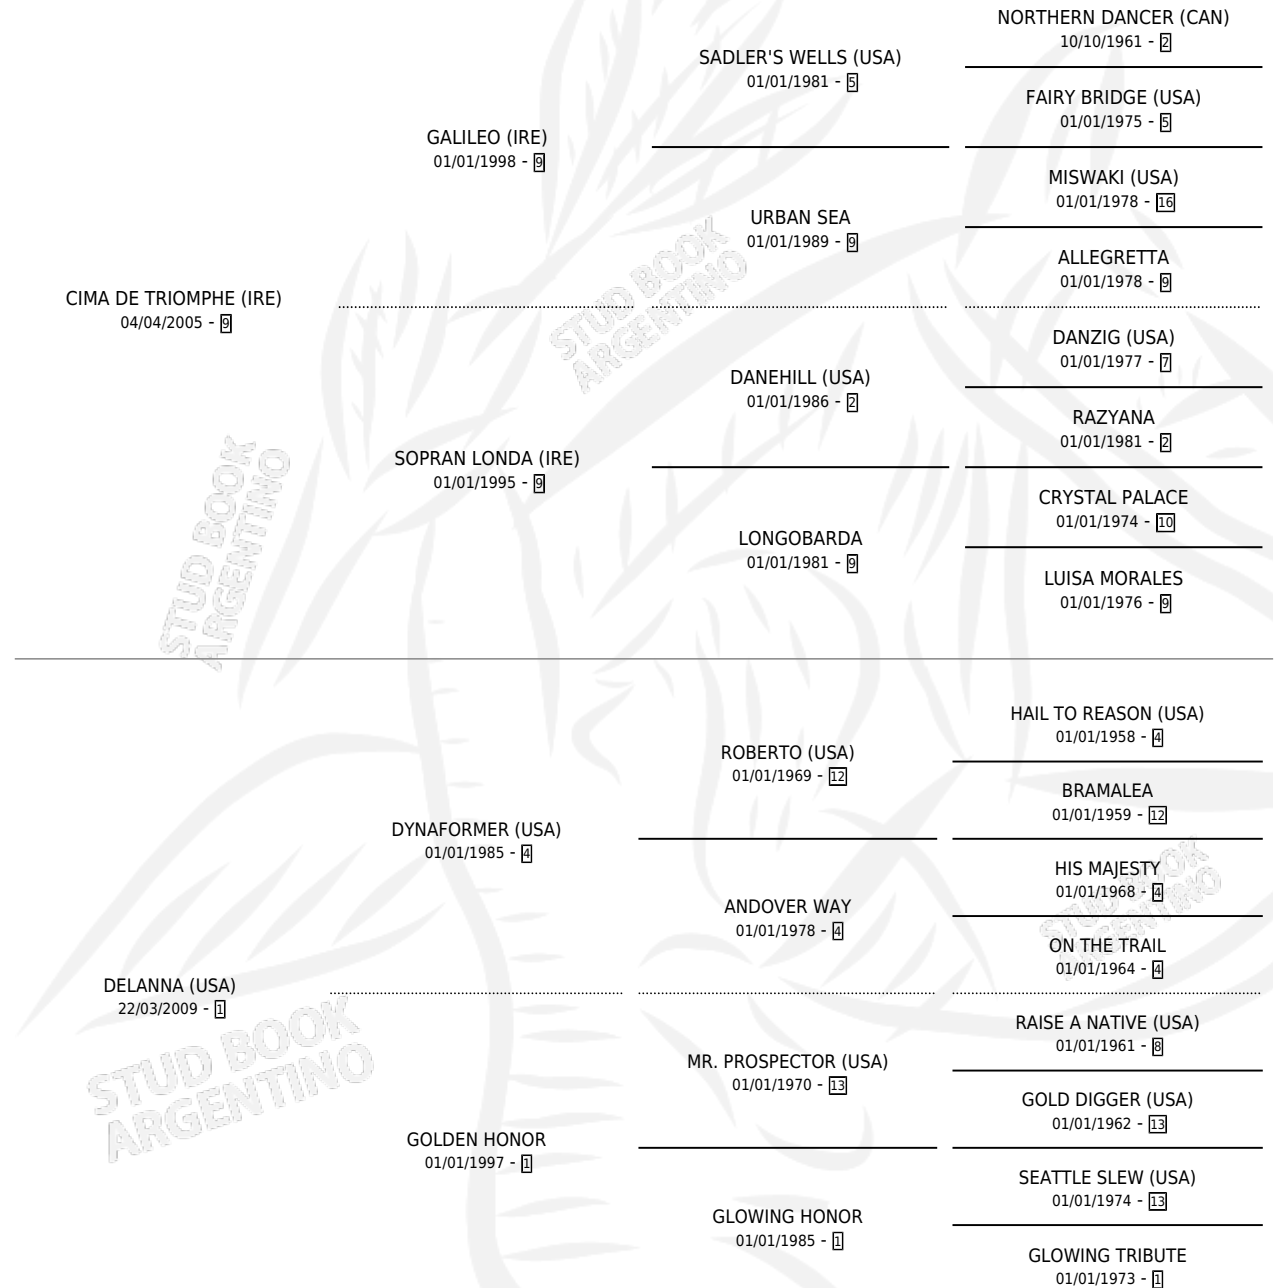 NORTHERN DANCER (CAN)
10/10/1961 - 2
SADLER'S WELLS (USA)
01/01/1981 - 5
FAIRY BRIDGE (USA)
01/01/1975 - 5
GALILEO (IRE)
01/01/1998 - 9
MISWAKI (USA)
01/01/1978 - 16
URBAN SEA
01/01/1989 - 9
ALLEGRETTA
01/01/1978 - 9
CIMA DE TRIOMPHE (IRE)
04/04/2005 - 9
DANZIG (USA)
01/01/1977 - 7
DANEHILL (USA)
01/01/1986 - 2
RAZYANA
01/01/1981 - 2
SOPRAN LONDA (IRE)
01/01/1995 - 9
CRYSTAL PALACE
01/01/1974 - 10
LONGOBARDA
01/01/1981 - 9
LUISA MORALES
01/01/1976 - 9
STUD BOOK
ARGENTINO
STUD BOOK
ARGENTINO
HAIL TO REASON (USA)
01/01/1958 - 4
ROBERTO (USA)
01/01/1969 - 12
BRAMALEA
01/01/1959 - 12
DYNAFORMER (USA)
01/01/1985 - 4
HIS MAJESTY
01/01/1968 - 4
ANDOVER WAY
01/01/1978 - 4
ON THE TRAIL
01/01/1964 - 4
STUD BOOK
ARGENTINO
DELANNA (USA)
22/03/2009 - 1
RAISE A NATIVE (USA)
01/01/1961 - 8
MR. PROSPECTOR (USA)
01/01/1970 - 13
GOLD DIGGER (USA)
01/01/1962 - 13
STUD BOOK
ARGENTINO
GOLDEN HONOR
01/01/1997 - 1
SEATTLE SLEW (USA)
01/01/1974 - 13
GLOWING HONOR
01/01/1985 - 1
GLOWING TRIBUTE
01/01/1973 - 1